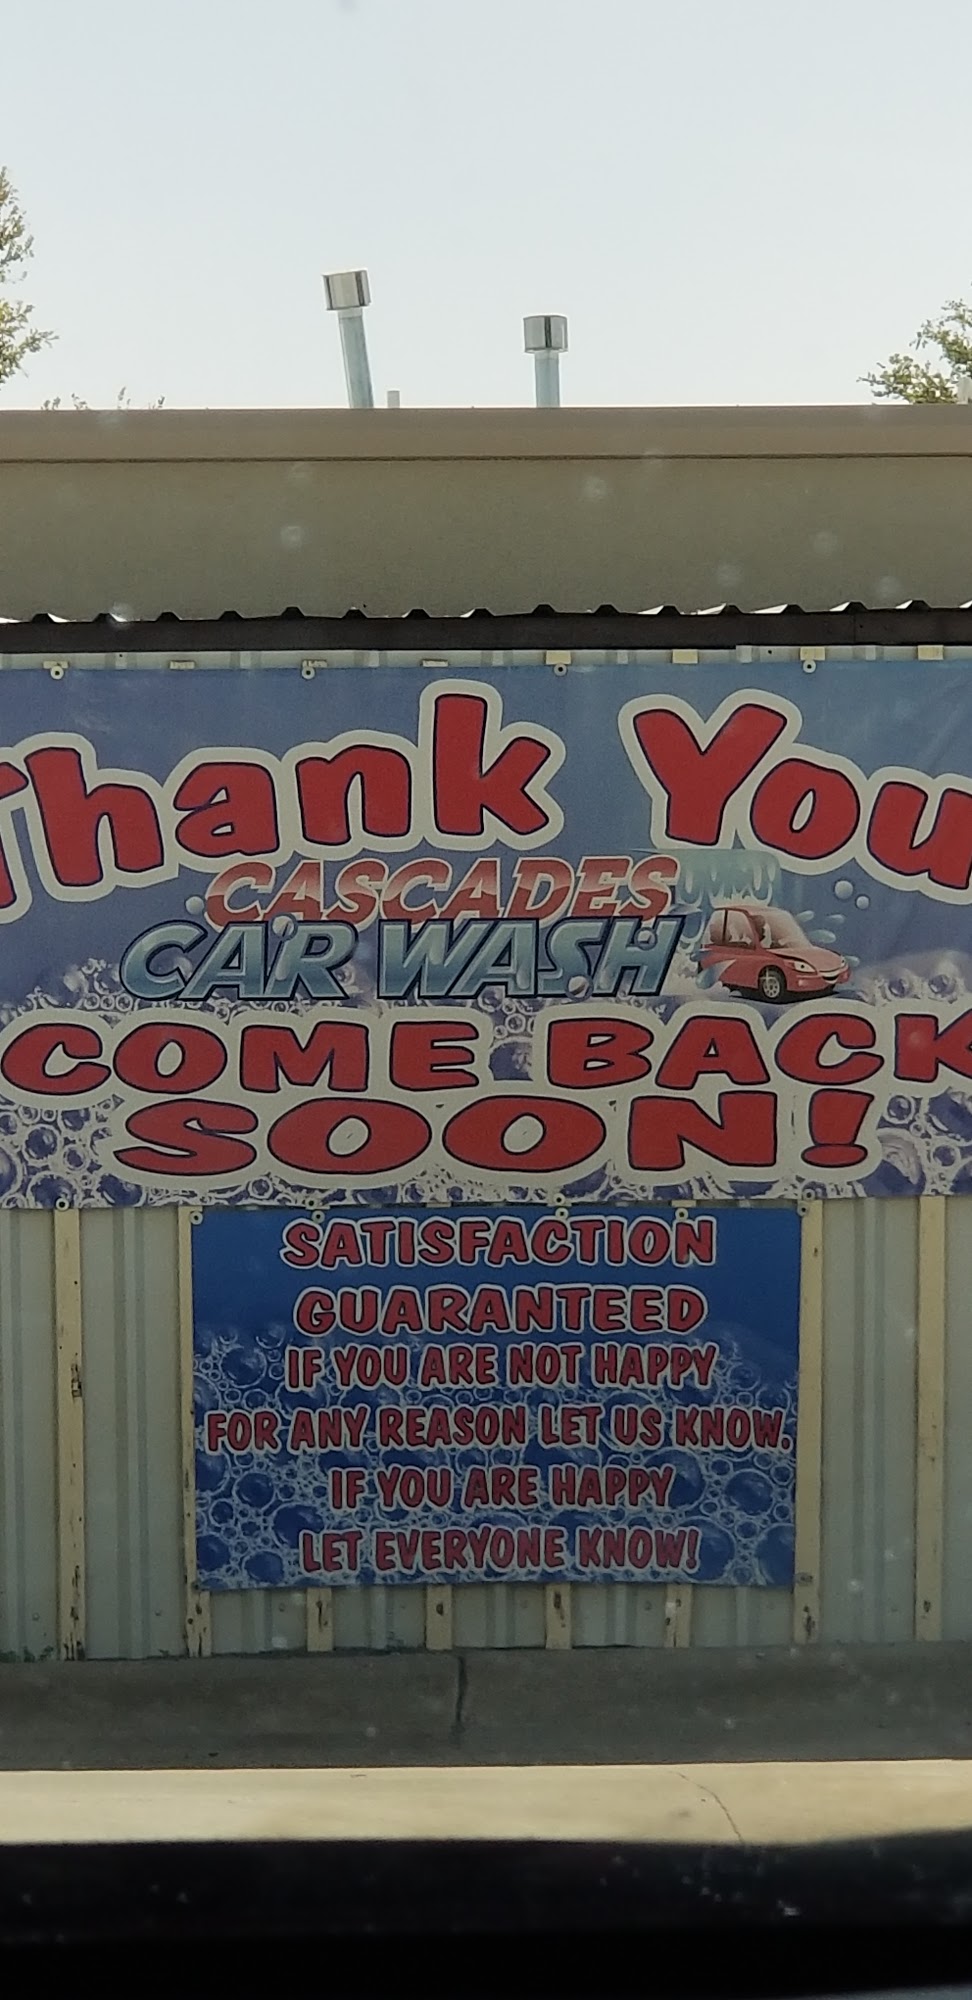 Thank You
CASCADES
CAR WASH
COME BACK
SOON!
SATISFACTION
GUARANTEED
IF YOU ARE NOT HAPPY
FOR ANY REASON LET US KNOW.
IF YOU ARE HAPPY
LET EVERYONE KNOW!